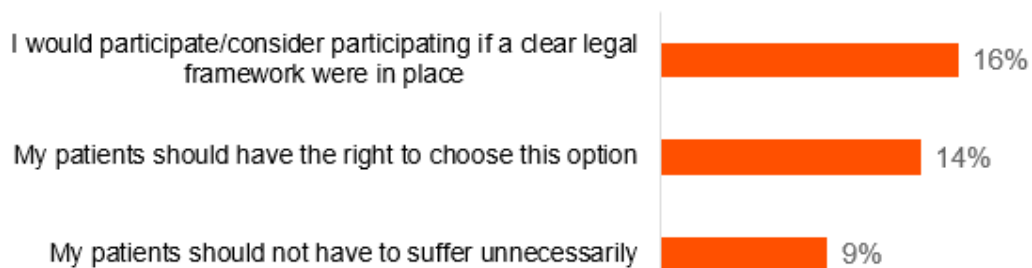 I would participate/consider participating if a clear legal
framework were in place
16%
My patients should have the right to choose this option
14%
My patients should not have to suffer unnecessarily
9%